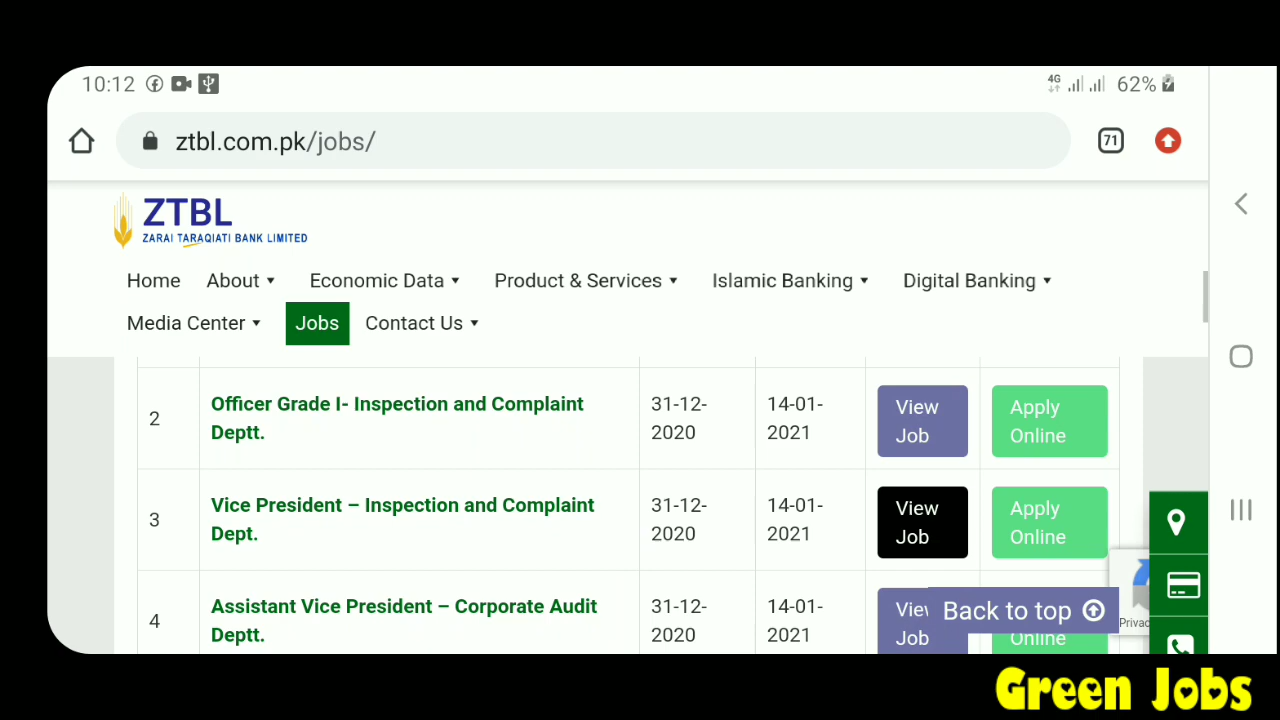 10:12
4G 62%
ztbl.com.pk/jobs/
71
ZTBL
ZARAI TARAQIATI BANK LIMITED
Home About Economic Data Product & Services Islamic Banking Digital Banking
Media Center Jobs Contact Us
2
Officer Grade I- Inspection and Complaint
Deptt.
31-12-
2020
14-01-
2021
View
Job
Apply
Online
3
Vice President – Inspection and Complaint
Dept.
31-12-
2020
14-01-
2021
View
Job
Apply
Online
4
Assistant Vice President – Corporate Audit
Deptt.
31-12-
2020
14-01-
2021
Job
Online
Back to top
Green Jobs